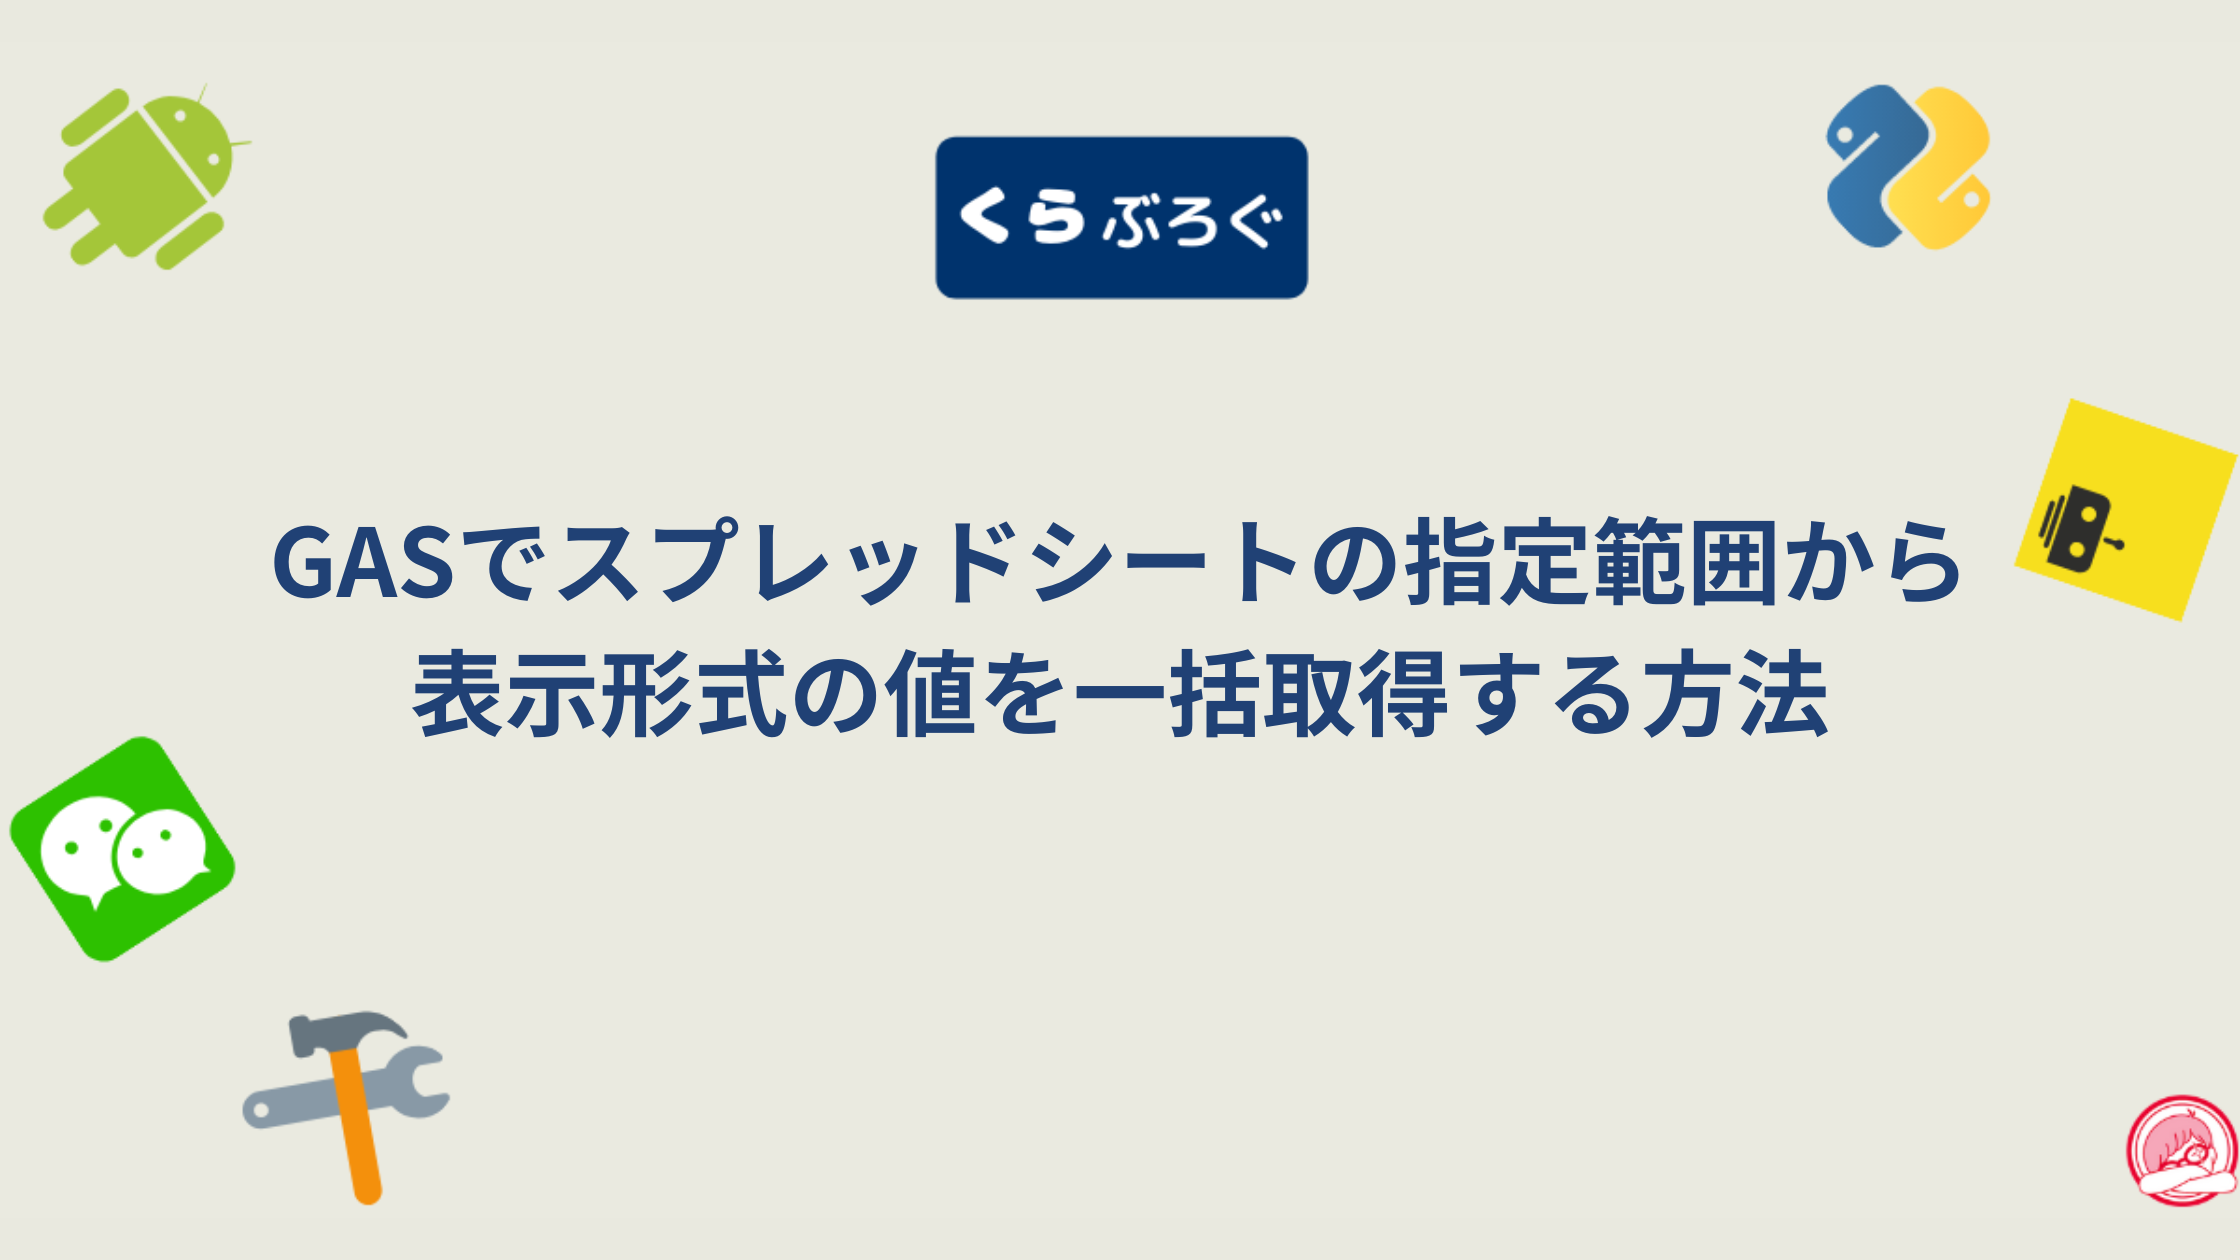 くらぶろぐ
GASでスプレッドシートの指定範囲から
表示形式の値を一括取得する方法